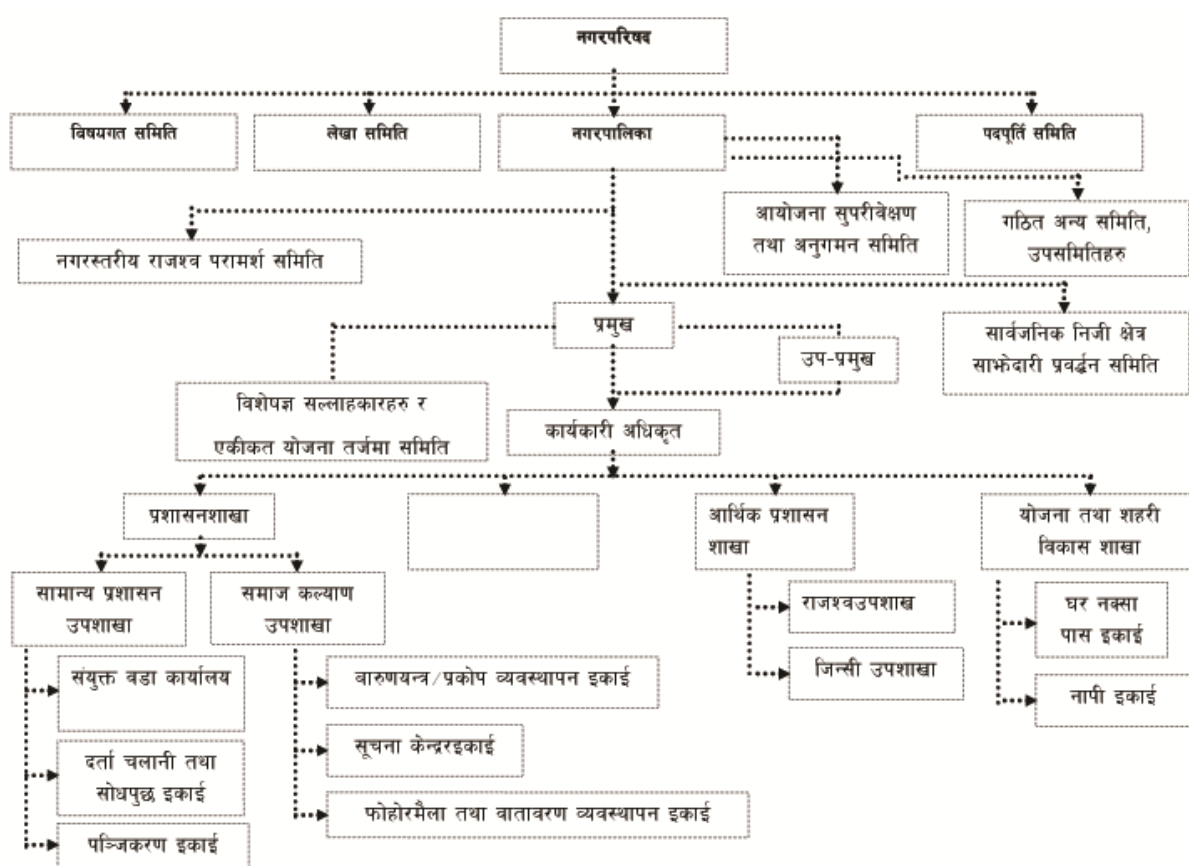 नगरपरिषद
विषयगत समिति
लेखा समिति
नगरपालिका
पदपूर्ति समिति
आयोजना सुपरीवेक्षण
तथा अनुगमन समिति
गठित अन्य समिति,
उपसमितिहरु
नगरस्तरीय राजश्व परामर्श समिति
प्रमुख
उप-प्रमुख
सार्वजनिक निजी क्षेत्र
साझेदारी प्रवर्द्धन समिति
विशेषज्ञ सल्लाहकारहरु र
एकीकत योजना तर्जमा समिति
कार्यकारी अधिकृत
प्रशासनशाखा
आर्थिक प्रशासन
शाखा
योजना तथा शहरी
विकास शाखा
सामान्य प्रशासन
उपशाखा
समाज कल्याण
उपशाखा
राजश्वउपशाख
जिन्सी उपशाखा
घर नक्सा
पास इकाई
नापी इकाई
संयुक्त वडा कार्यालय
दर्ता चलानी तथा
सोधपुछ इकाई
पञ्जिकरण इकाई
बारुणयन्त्र/प्रकोप व्यवस्थापन इकाई
सूचना केन्द्ररइकाई
फोहोरमैला तथा वातावरण व्यवस्थापन इकाई